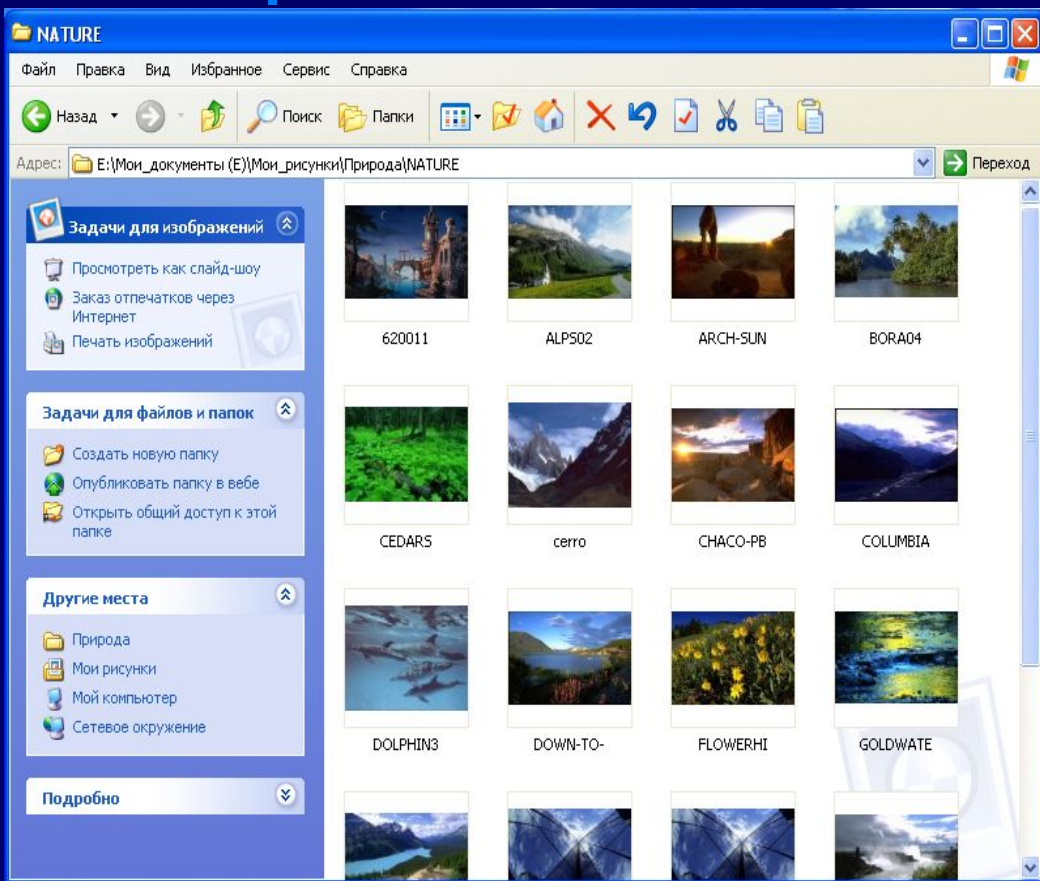 NATURE
Файл Правка Вид Избранное Сервис Справка
Назад Поиск Папки
Адрес: E:\Мои_документы (E)\Мои_рисунки\Природа\NATURE Переход
Задачи для изображений
Просмотреть как слайд-шоу
Заказ отпечатков через
Интернет
Печать изображений
Задачи для файлов и папок
Создать новую папку
Опубликовать папку в вебе
Открыть общий доступ к этой
папке
Другие места
Природа
Мои рисунки
Мой компьютер
Сетевое окружение
Подробно
620011 ALPS02 ARCH-SUN BORA04
CEDARS cerro CHACO-PB COLUMBIA
DOLPHIN3 DOWN-TO- FLOWERHI GOLDWATE